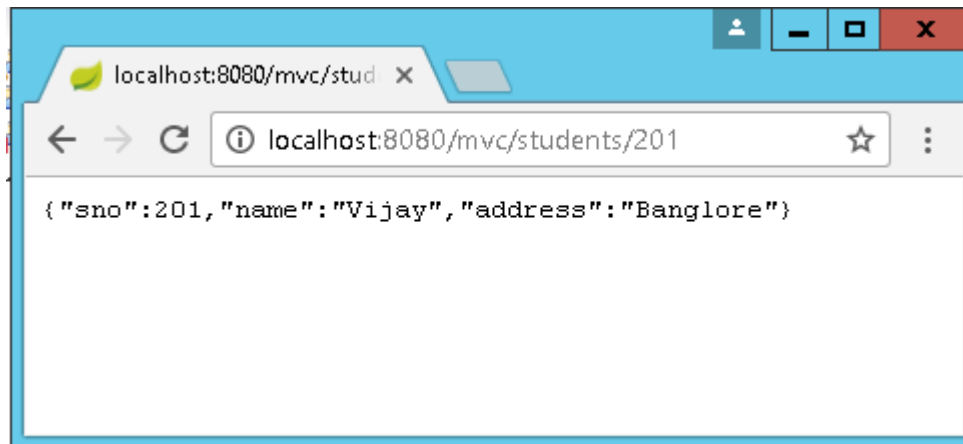 localhost:8080/mvc/stud
localhost:8080/mvc/students/201
{"sno":201,"name":"Vijay","address":"Banglore"}